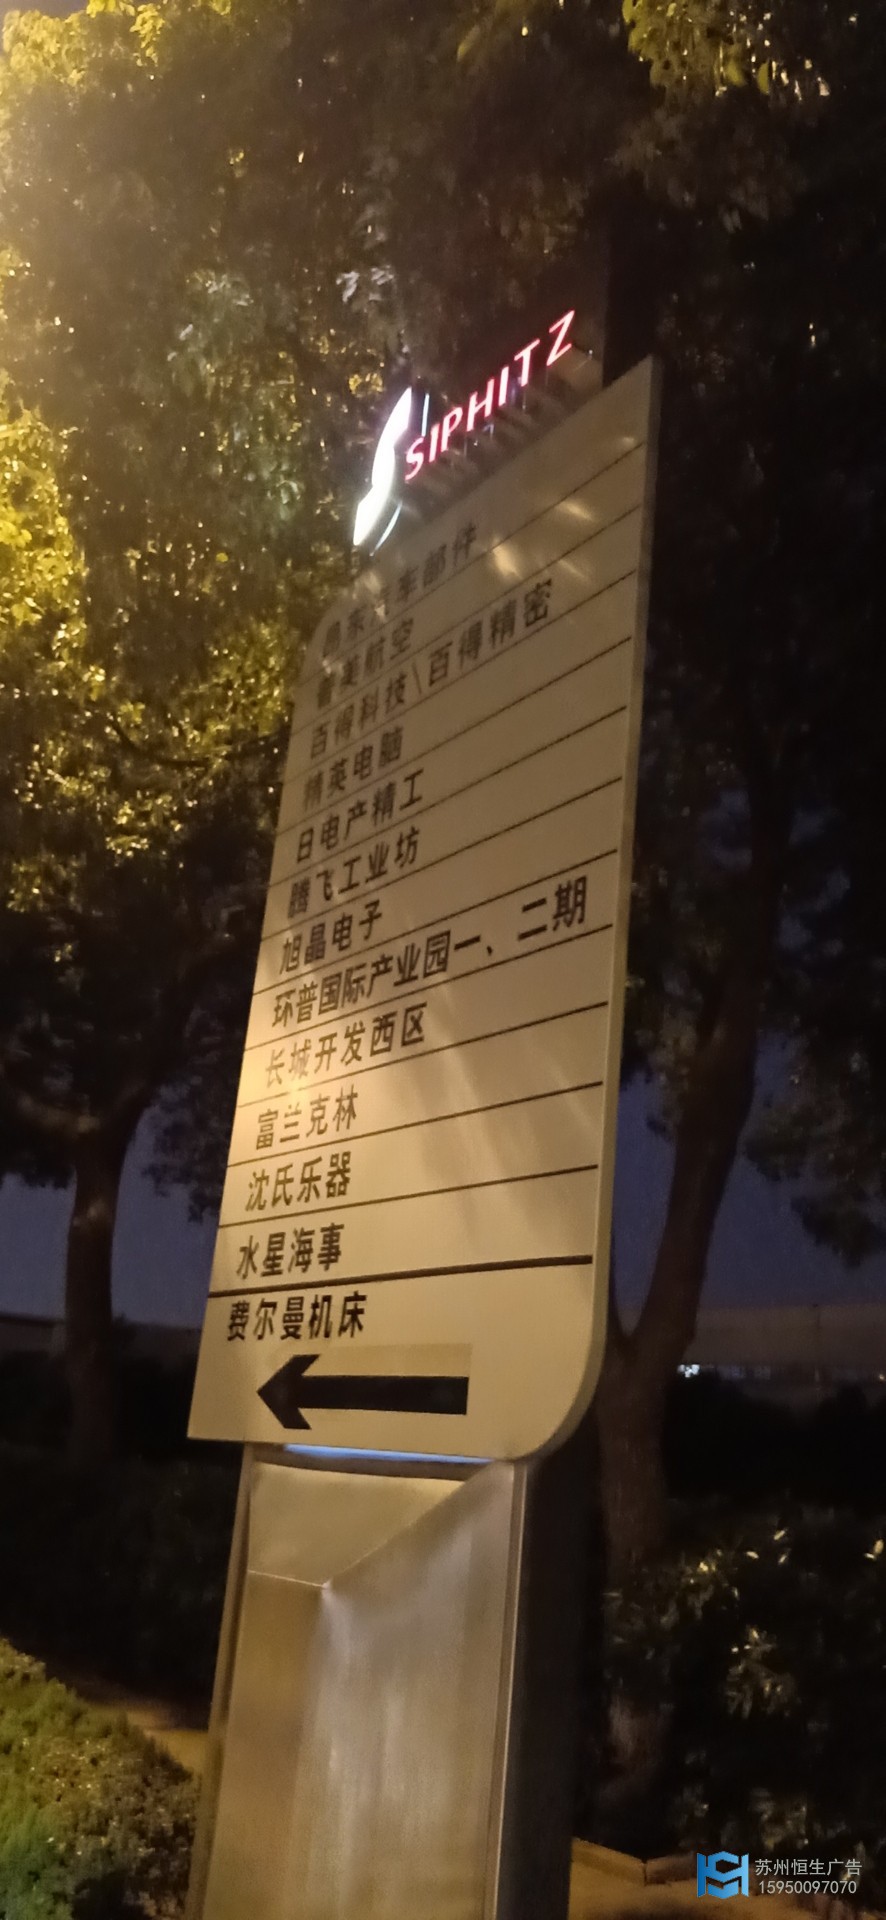 SIPHITZ
汽车部件
美航空
百得科技\百得精密
精英电脑
日电产精工
腾飞工业坊
旭晶电子
环普国际产业园一、二期
长城开发西区
富兰克林
沈氏乐器
水星海事
费尔曼机床
苏州恒生广告
15950097070